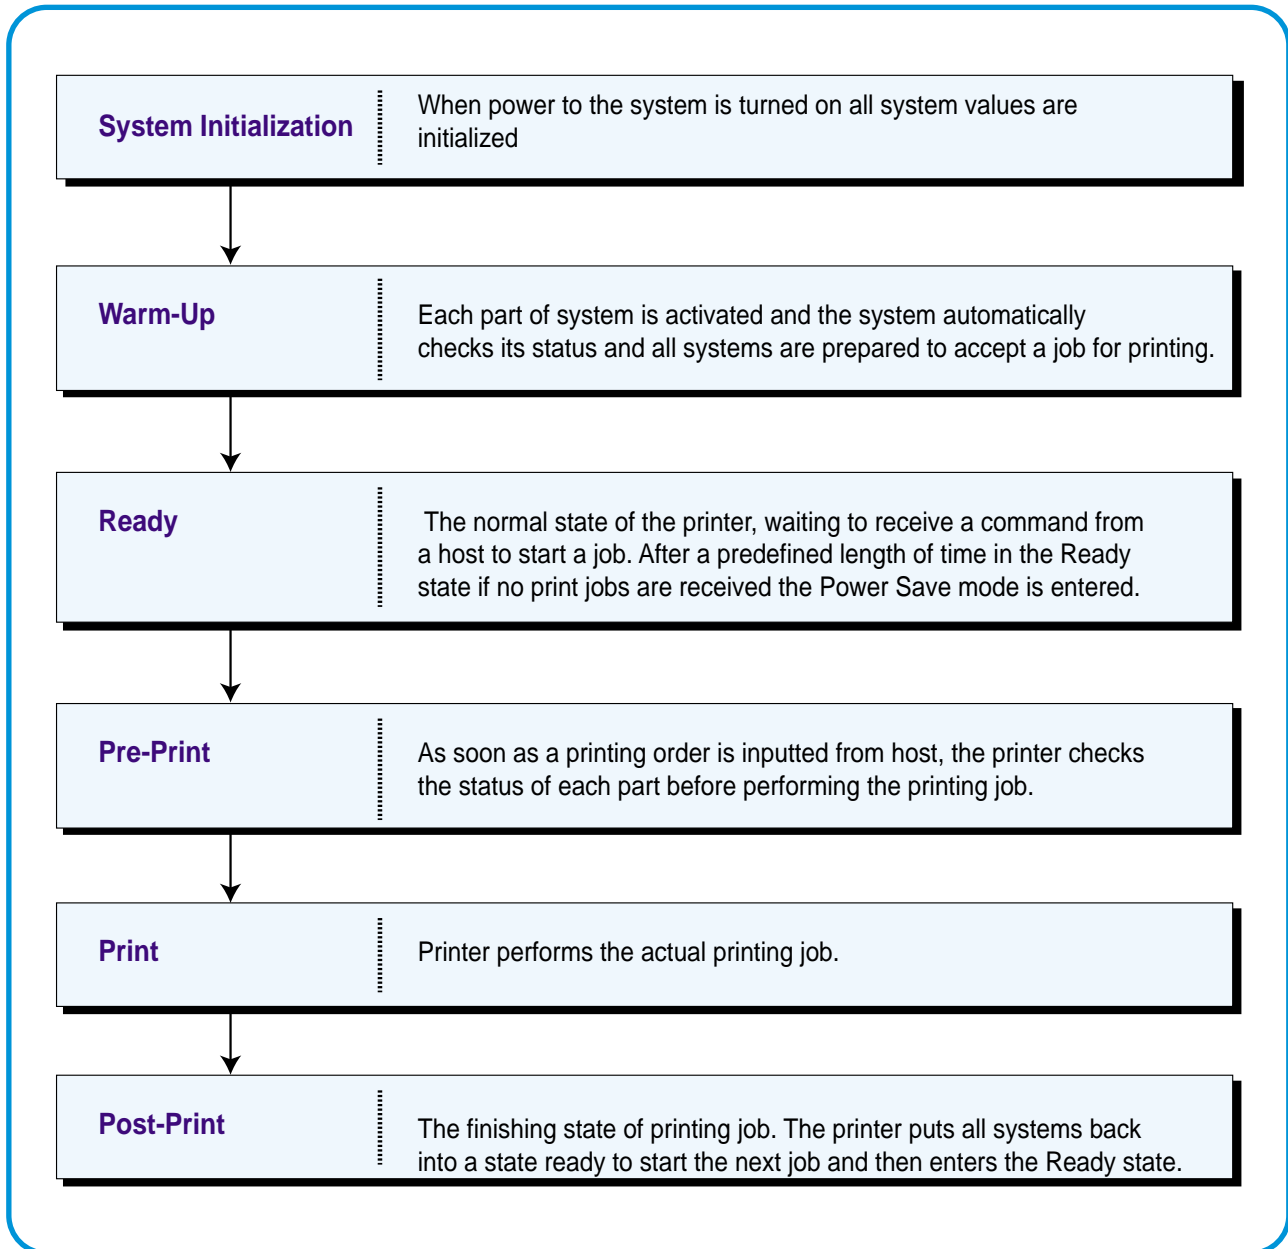 System Initialization
When power to the system is turned on all system values are
initialized
Warm-Up
Each part of system is activated and the system automatically
checks its status and all systems are prepared to accept a job for printing.
Ready
The normal state of the printer, waiting to receive a command from
a host to start a job. After a predefined length of time in the Ready
state if no print jobs are received the Power Save mode is entered.
Pre-Print
As soon as a printing order is inputted from host, the printer checks
the status of each part before performing the printing job.
Print
Printer performs the actual printing job.
Post-Print
The finishing state of printing job. The printer puts all systems back
into a state ready to start the next job and then enters the Ready state.